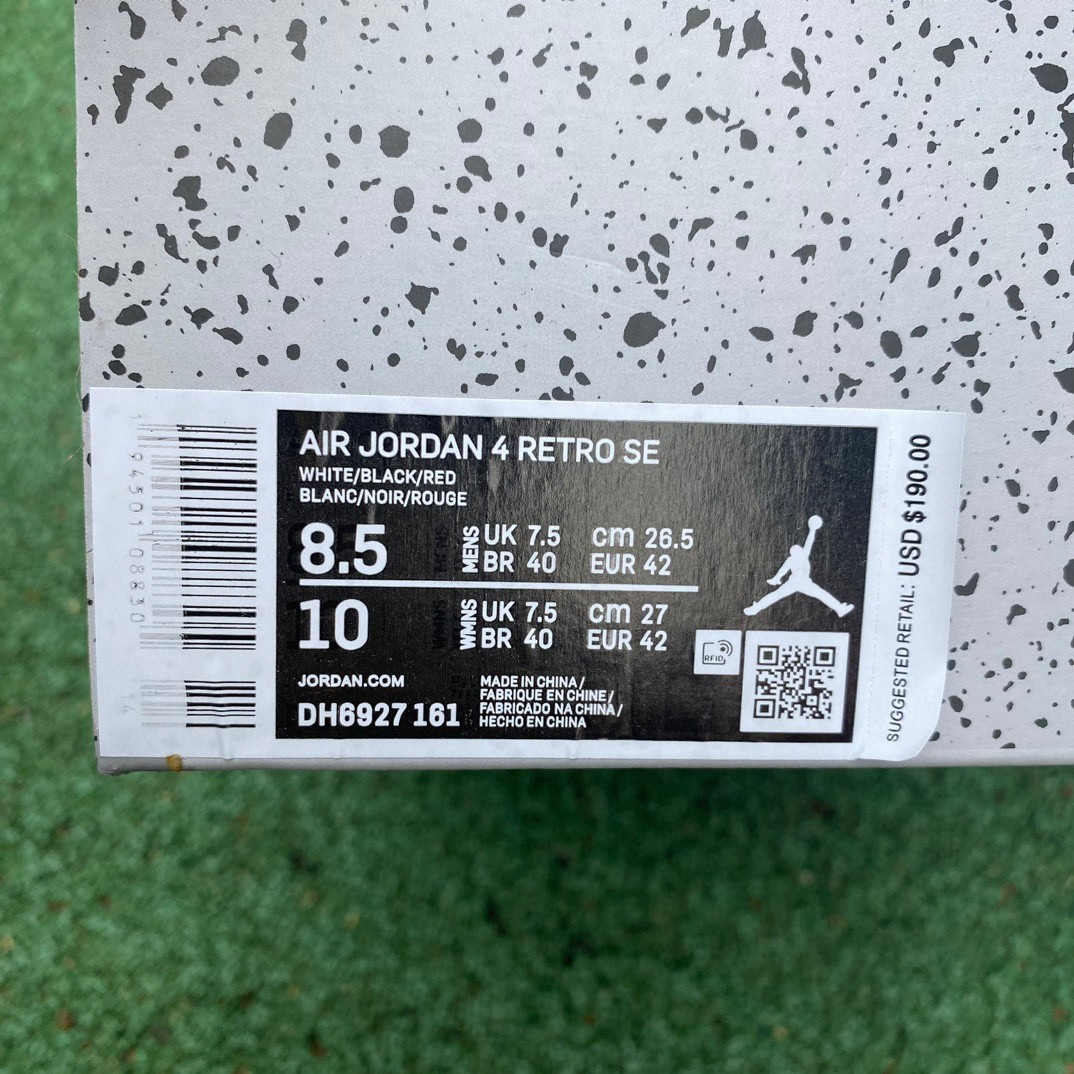 AIR JORDAN 4 RETRO SE
WHITE/BLACK/RED
BLANC/NOIR/ROUGE
8.5
MENS
UK 7.5 cm 26.5
BR 40 EUR 42
10
WMNS
UK 7.5 cm 27
BR 40 EUR 42
RFID
JORDAN.COM
DH6927 161
MADE IN CHINA /
FABRIQUE EN CHINE /
FABRICADO NA CHINA /
HECHO EN CHINA
SUGGESTED RETAIL: USD $190.00